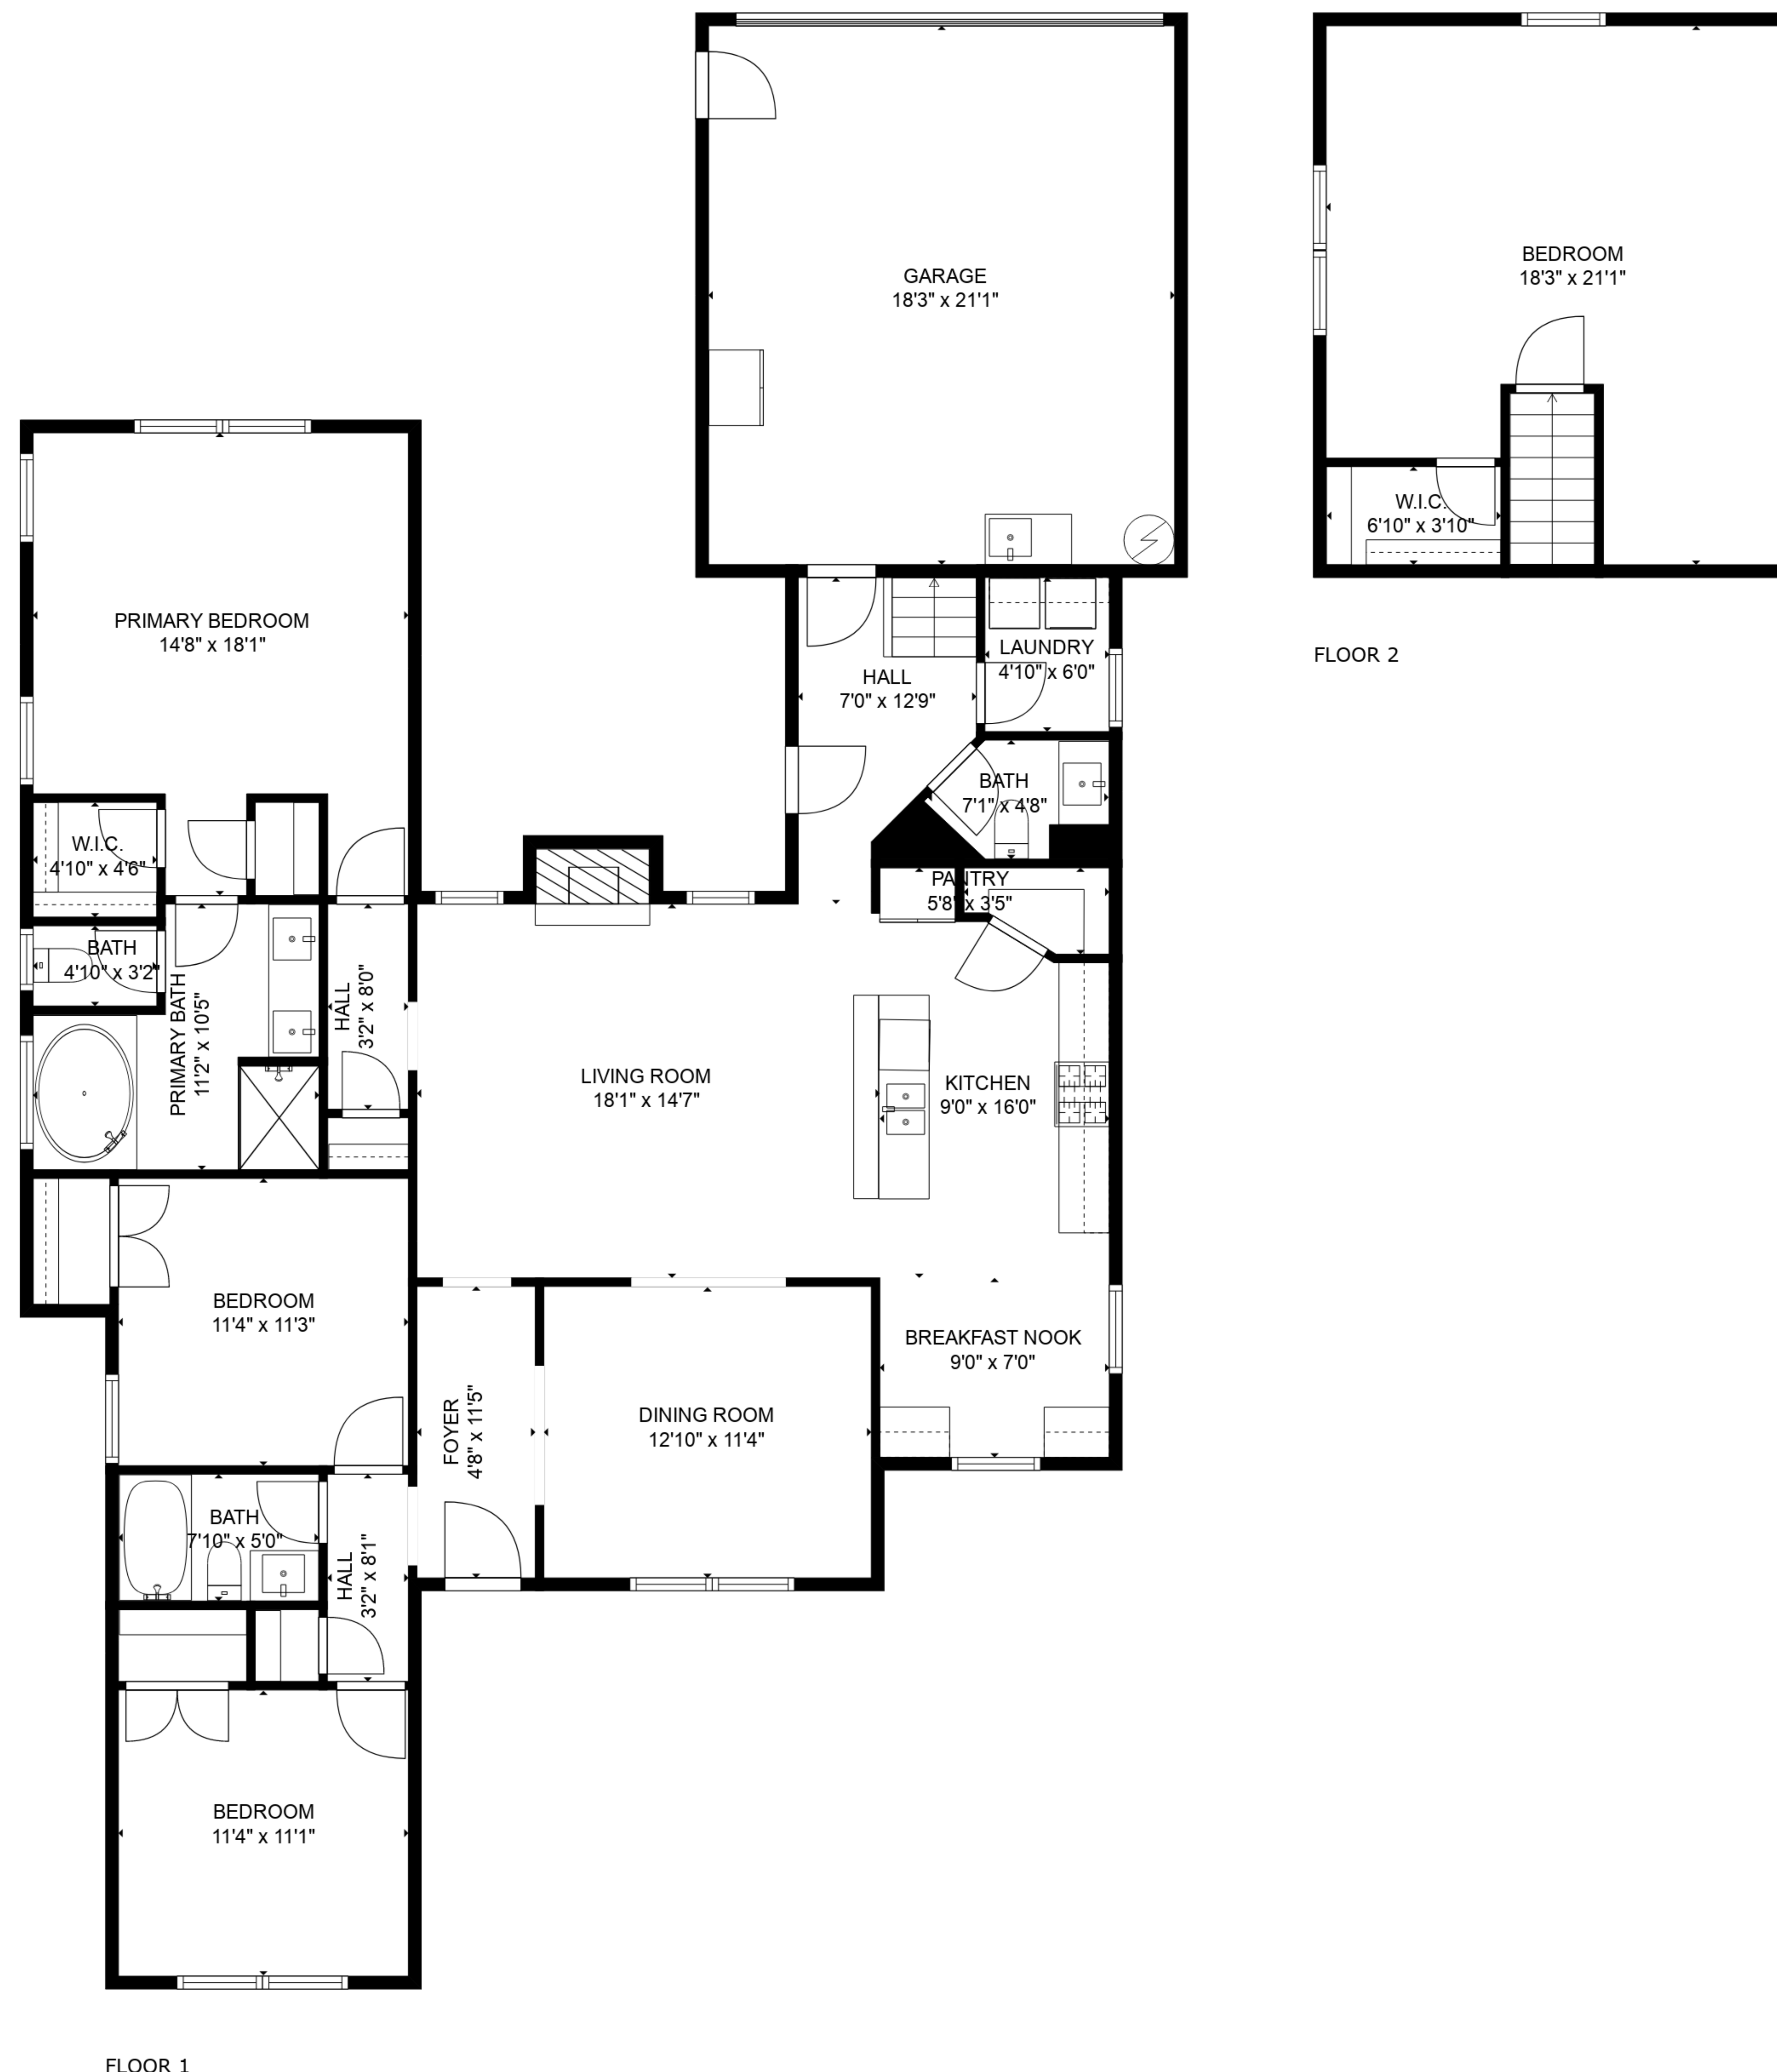 GARAGE
18'3" x 21'1"
BEDROOM
18'3" x 21'1"
W.I.C.
6'10" x 3'10"
FLOOR 2
PRIMARY BEDROOM
14'8" x 18'1"
HALL
7'0" x 12'9"
LAUNDRY
4'10" x 6'0"
BATH
7'1" x 4'8"
W.I.C.
4'10" x 4'6"
PANTRY
5'8" x 3'5"
BATH
4'10" x 3'2"
PRIMARY BATH
11'2" x 10'5"
HALL
3'2" x 8'0"
LIVING ROOM
18'1" x 14'7"
KITCHEN
9'0" x 16'0"
BEDROOM
11'4" x 11'3"
BREAKFAST NOOK
9'0" x 7'0"
FOYER
4'8" x 11'5"
DINING ROOM
12'10" x 11'4"
BATH
7'10" x 5'0"
HALL
3'2" x 8'1"
BEDROOM
11'4" x 11'1"
FLOOR 1